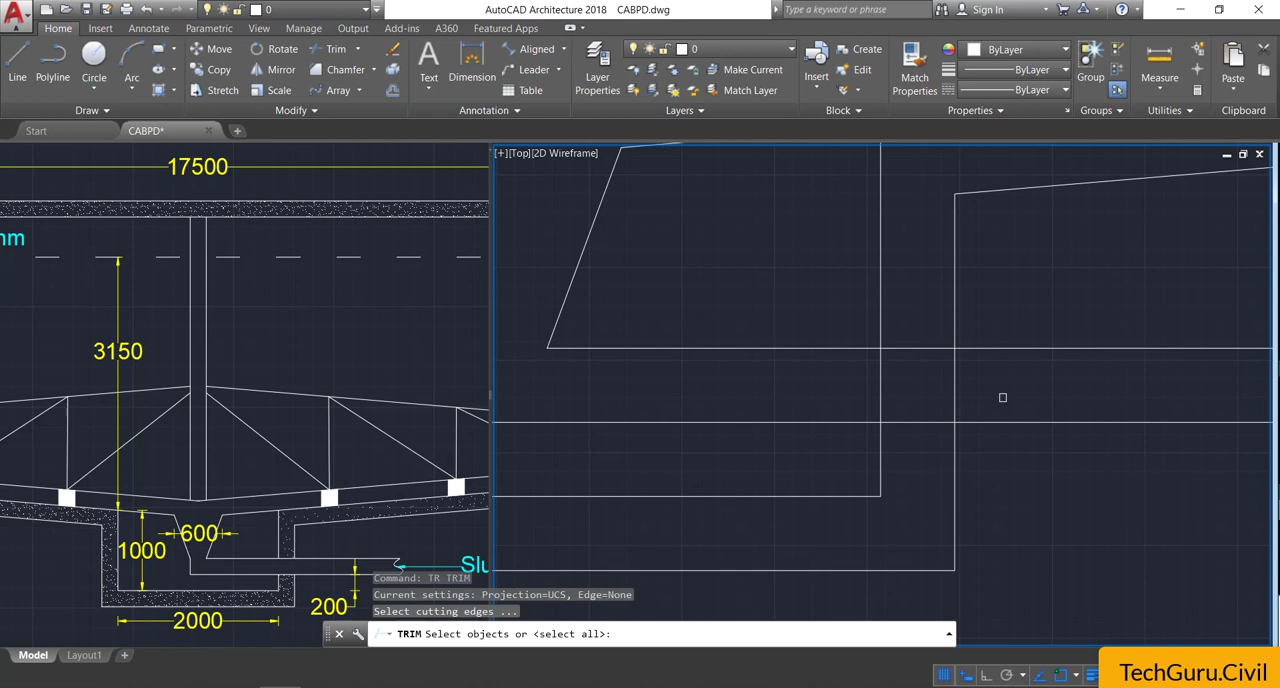 AutoCAD Architecture 2018 CABPD.dwg
Type a keyword or phrase
Sign In
0
Home Insert Annotate Parametric View Manage Output Add-ins A360 Featured Apps
Line Polyline Circle Arc
Move Rotate Trim
Copy Mirror Chamfer
Stretch Scale Array
Text Dimension
Aligned
Leader
Table
Layer Properties
0
Make Current
Match Layer
Insert
Create
Edit
Match Properties
ByLayer
ByLayer
ByLayer
Group
Measure
Paste
Draw Modify Annotation Layers Block Properties Groups Utilities Clipboard
Start CABPD*
[+][Top][2D Wireframe]
17500
mm
3150
600
1000
Slu
200
2000
Command: TR TRIM
Current settings: Projection=UCS, Edge=None
Select cutting edges ...
TRIM Select objects or <select all>:
Model Layout1
TechGuru.Civil